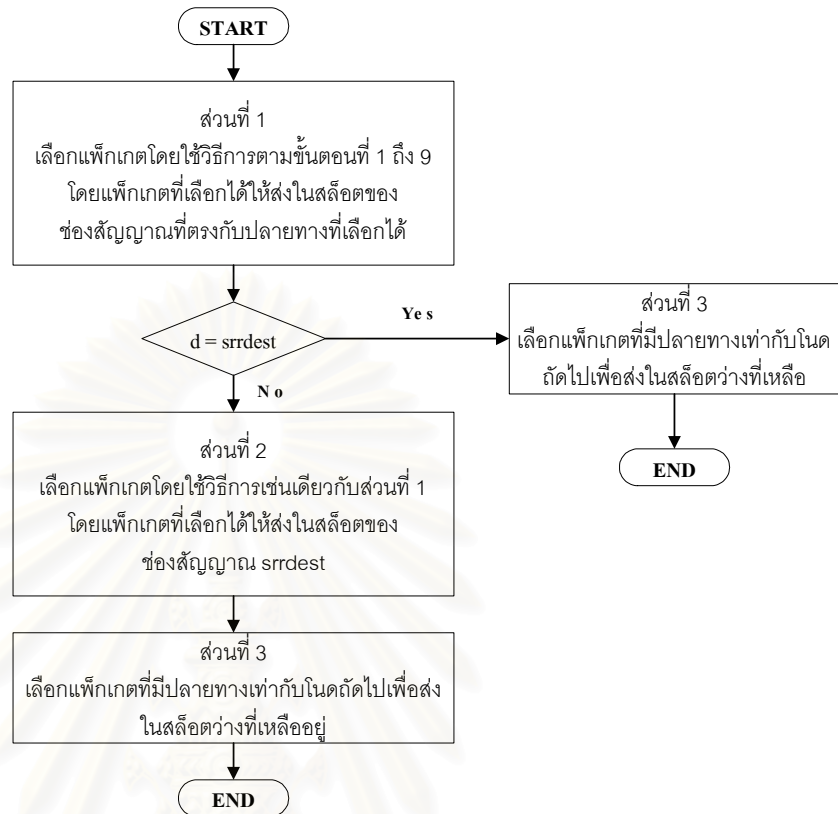 START
ส่วนที่ 1
เลือกแพ็กเกตโดยใช้วิธีการตามขั้นตอนที่ 1 ถึง 9
โดยแพ็กเกตที่เลือกได้ให้ส่งในสล็อตของ
ช่องสัญญาณที่ตรงกับปลายทางที่เลือกได้
d = srrdest
Ye s
ส่วนที่ 3
เลือกแพ็กเกตที่มีปลายทางเท่ากับโนด
ถัดไปเพื่อส่งในสล็อตว่างที่เหลือ
END
N o
ส่วนที่ 2
เลือกแพ็กเกตโดยใช้วิธีการเช่นเดียวกับส่วนที่ 1
โดยแพ็กเกตที่เลือกได้ให้ส่งในสล็อตของ
ช่องสัญญาณ srrdest
ส่วนที่ 3
เลือกแพ็กเกตที่มีปลายทางเท่ากับโนดถัดไปเพื่อส่ง
ในสล็อตว่างที่เหลืออยู่
END